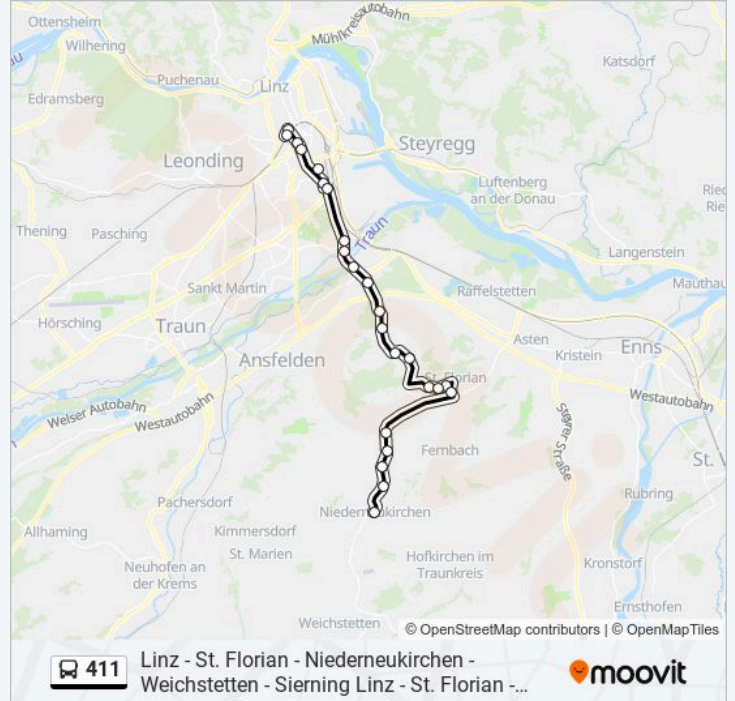 Ottensheim
Mühlkreisautobahn
Wilhering
Katsdorf
Puchenau
Linz
Edramsberg
Steyregg
Leonding
Luftenberg
an der Donau
Thening
Pasching
Traun
Langenstein
Sankt Martin
Raffelstetten
Mauthau
Hörsching
Traun
Asten
Enns
Ansfelden
Kristein
St. Florian
Welser Autobahn
Westautobahn
Westautobahn
Steyrer Straße
Fernbach
St. V
Rubring
Pachersdorf
Niederneukirchen
Allhaming
Kimmersdorf
St. Marien
Hofkirchen im
Traunkreis
Kronstorf
Neuhofen an
der Krems
Ernsthofen
Weichstetten
© OpenStreetMap contributors | © OpenMapTiles
411
Linz - St. Florian - Niederneukirchen -
Weichstetten - Sierning Linz - St. Florian -...
moovit